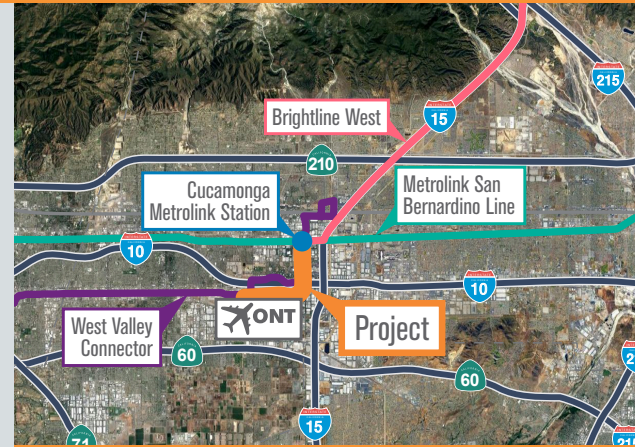 215
Brightline West
15
210
Cucamonga
Metrolink Station
Metrolink San
Bernardino Line
10
10
ONT
West Valley
Connector
Project
60
60
15
71